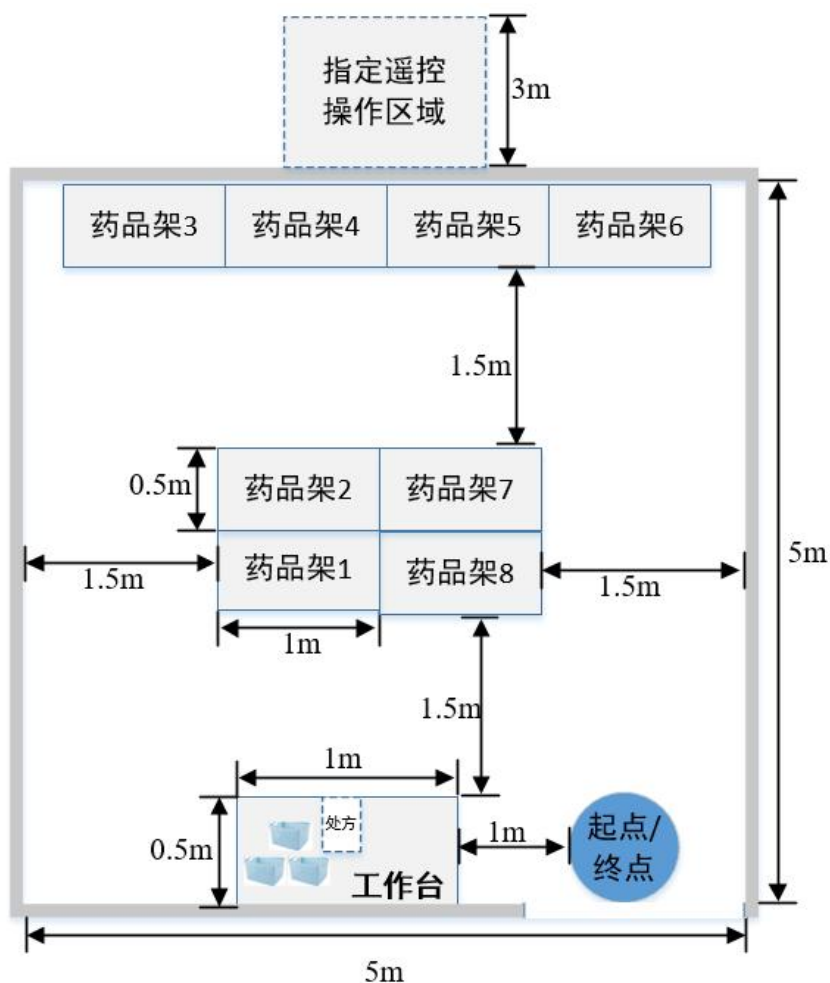 指定遥控
操作区域
3m
药品架3
药品架4
药品架5
药品架6
1.5m
0.5m
药品架2
药品架7
药品架1
药品架8
1.5m
1.5m
5m
1m
1.5m
1m
处方
0.5m
工作台
1m
起点/
终点
5m